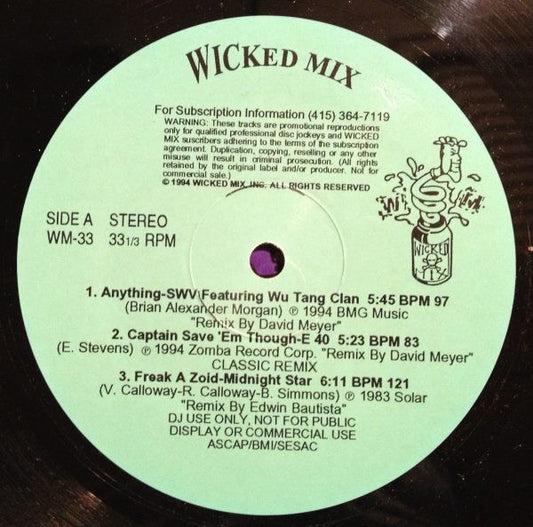 WICKED MIX
For Subscription Information (415) 364-7119
WARNING: These tracks are promotional reproductions
only for qualified professional disc jockeys and WICKED
MIX suscribers adhering to the terms of the subscription
agreement. Duplication, copying, reselling or any other
misuse will result in criminal prosecution. (All rights
retained by the original label and/or producer. Not for
commercial sale.)
© 1994 WICKED MIX, INC. ALL RIGHTS RESERVED
SIDE A STEREO
WM-33 33 1/3 RPM
WICKED
MIX
1. Anything-SWV Featuring Wu Tang Clan 5:45 BPM 97
(Brian Alexander Morgan) ℗ 1994 BMG Music
"Remix By David Meyer"
2. Captain Save 'Em Though-E 40 5:23 BPM 83
(E. Stevens) ℗ 1994 Zomba Record Corp. "Remix By David Meyer"
CLASSIC REMIX
3. Freak A Zoid-Midnight Star 6:11 BPM 121
(V. Calloway-R. Calloway-B. Simmons) ℗ 1983 Solar
"Remix By Edwin Bautista"
DJ USE ONLY, NOT FOR PUBLIC
DISPLAY OR COMMERCIAL USE
ASCAP/BMI/SESAC